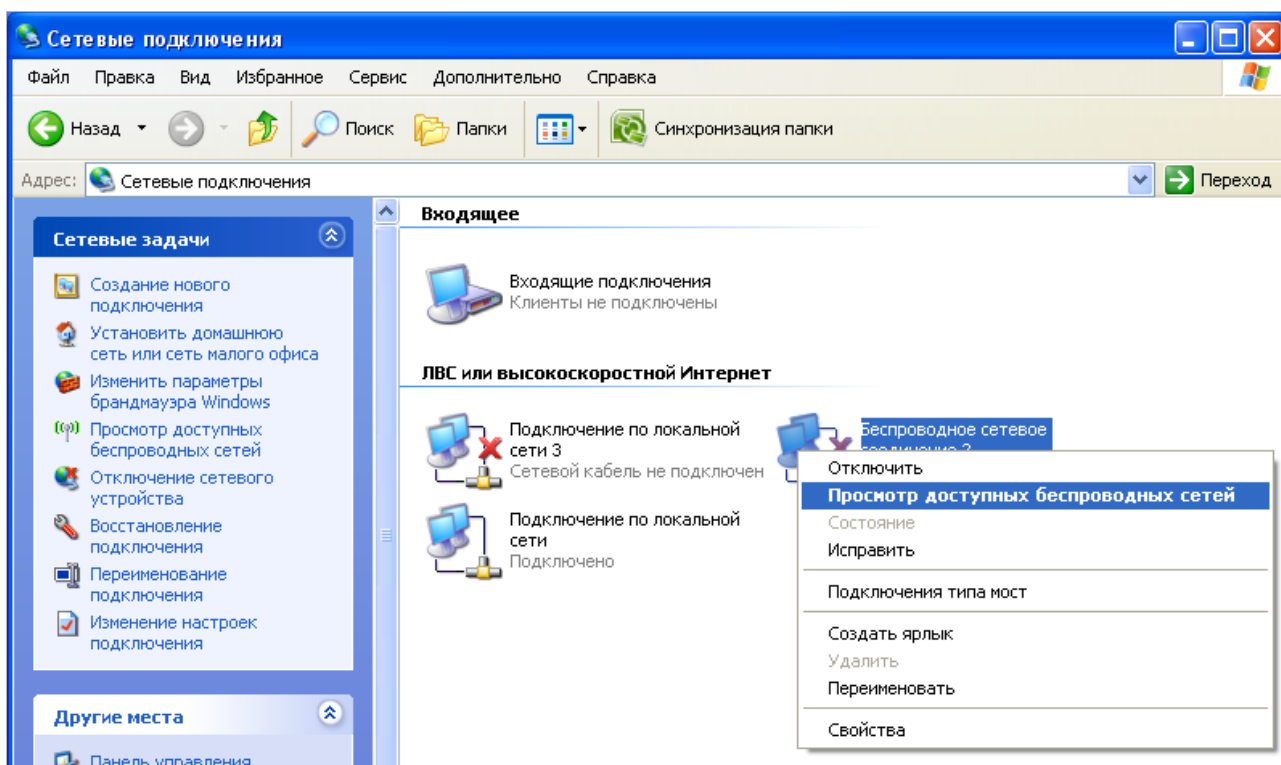 Сетевые подключения
Файл Правка Вид Избранное Сервис Дополнительно Справка
Назад Поиск Папки Синхронизация папки
Адрес: Сетевые подключения Переход
Сетевые задачи
Создание нового
подключения
Установить домашнюю
сеть или сеть малого офиса
Изменить параметры
брандмауэра Windows
Просмотр доступных
беспроводных сетей
Отключение сетевого
устройства
Восстановление
подключения
Переименование
подключения
Изменение настроек
подключения
Другие места
Панель управления
Входящее
Входящие подключения
Клиенты не подключены
ЛВС или высокоскоростной Интернет
Подключение по локальной
сети 3
Сетевой кабель не подключен
Беспроводное сетевое
соединение 2
Подключение по локальной
сети
Подключено
Отключить
Просмотр доступных беспроводных сетей
Состояние
Исправить
Подключения типа мост
Создать ярлык
Удалить
Переименовать
Свойства